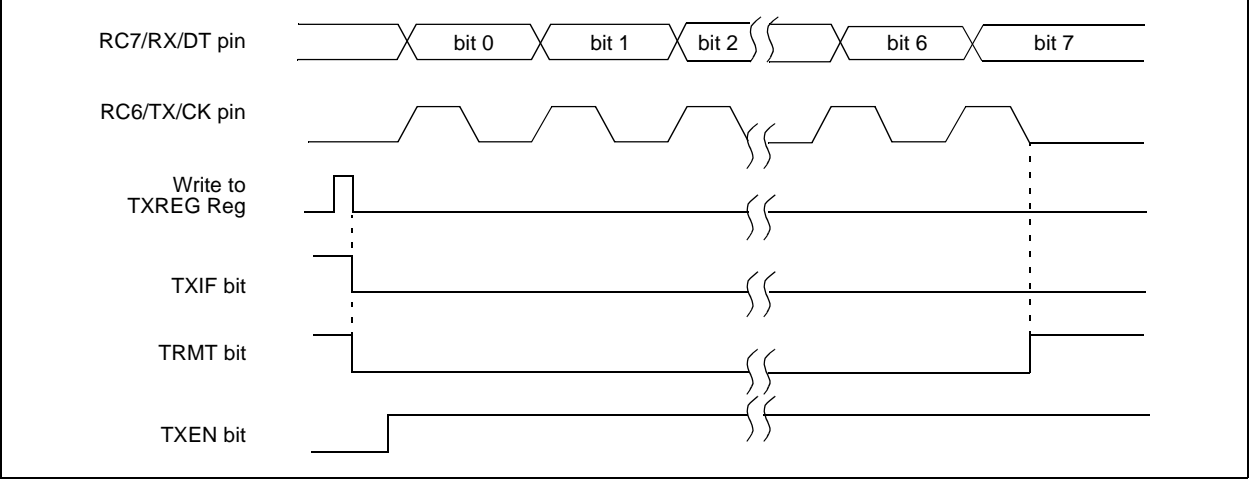 RC7/RX/DT pin
bit 0
bit 1
bit 2
bit 6
bit 7
RC6/TX/CK pin
Write to
TXREG Reg
TXIF bit
TRMT bit
TXEN bit